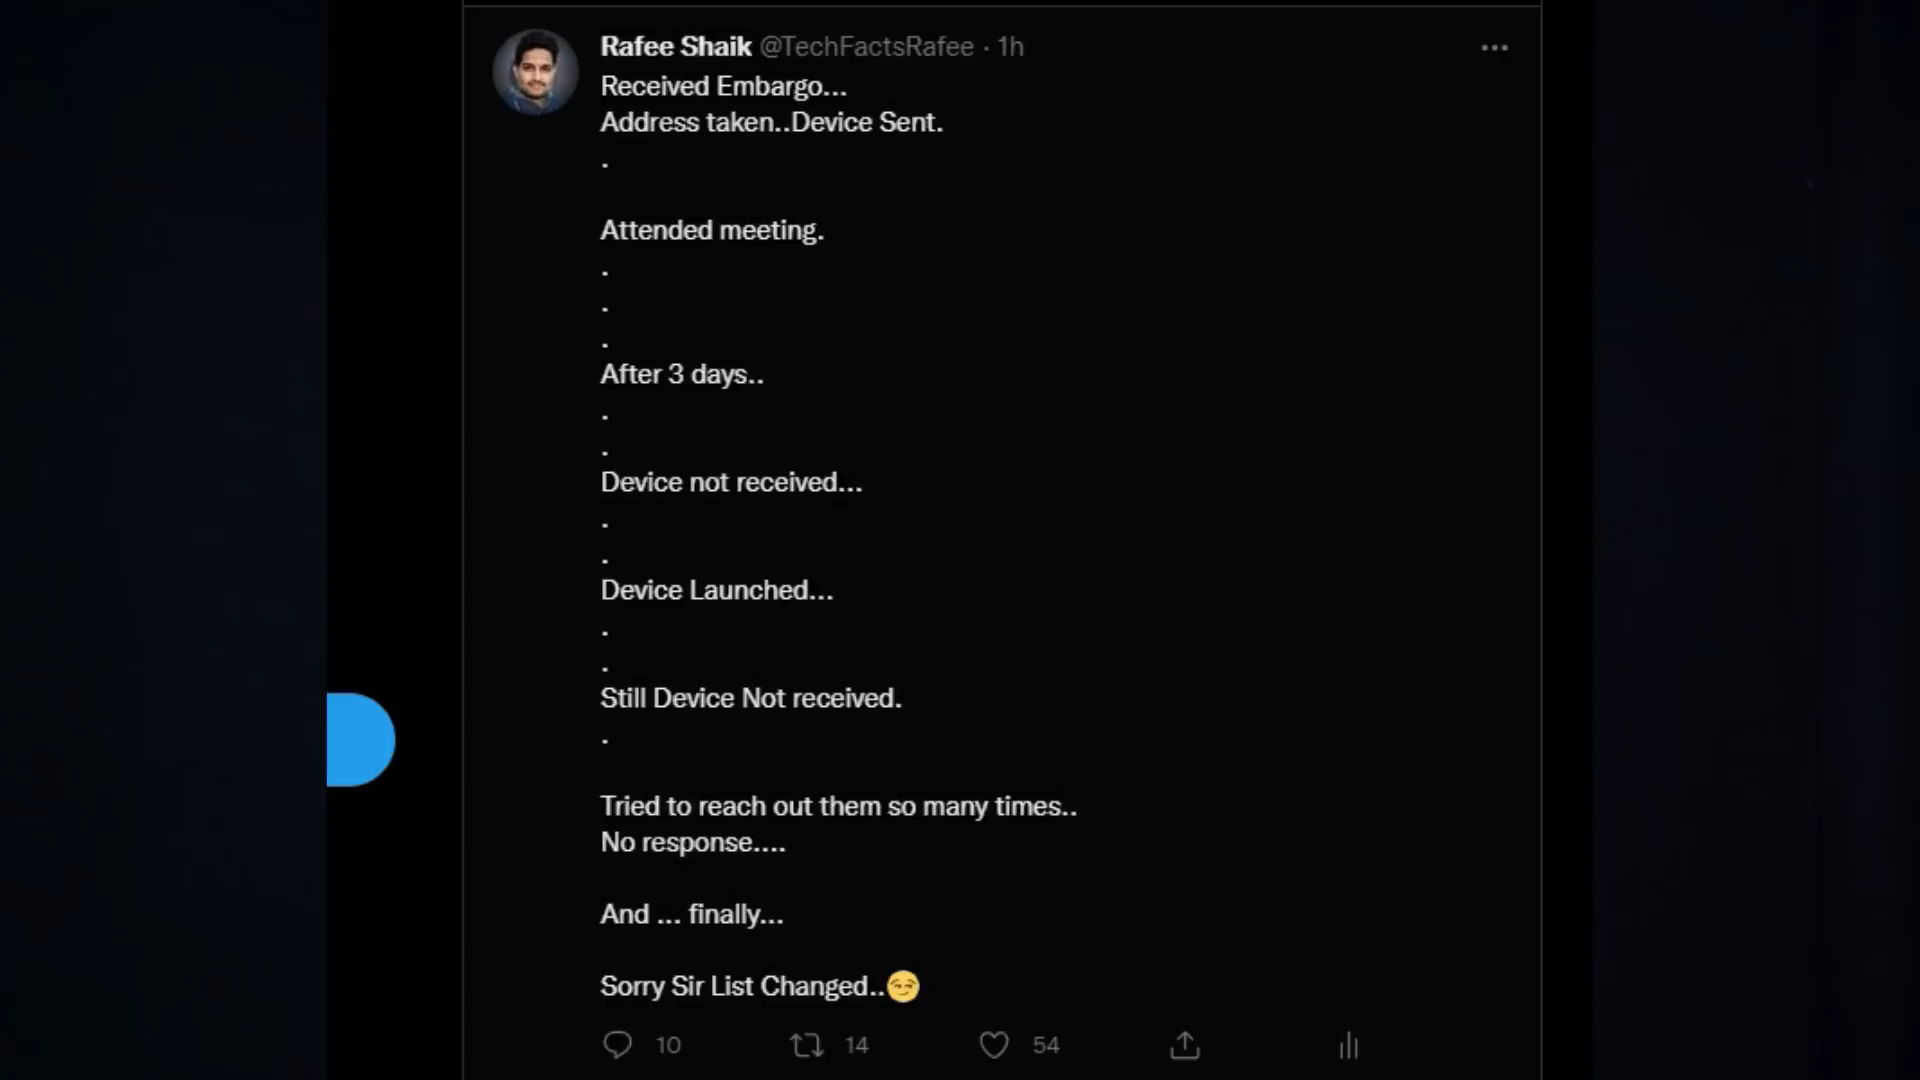 Rafee Shaik @TechFactsRafee · 1h
Received Embargo...
Address taken..Device Sent.
.
Attended meeting.
.
.
.
After 3 days..
.
.
Device not received...
.
.
Device Launched...
.
.
Still Device Not received.
.
Tried to reach out them so many times..
No response....
And ... finally...
Sorry Sir List Changed..😏
10 14 54